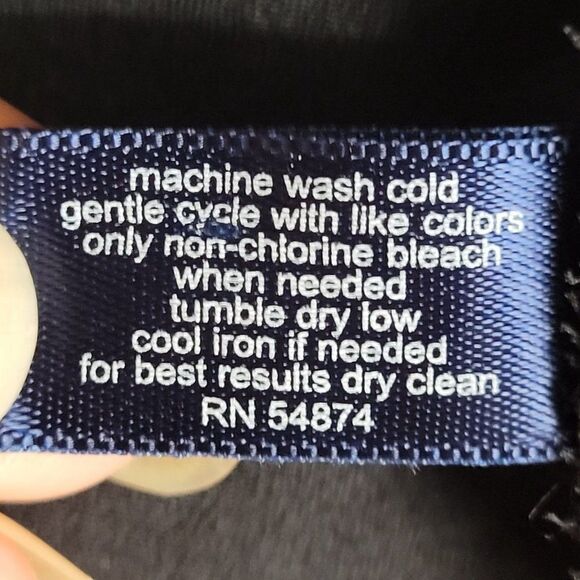 machine wash cold
gentle cycle with like colors
only non-chlorine bleach
when needed
tumble dry low
cool iron if needed
for best results dry clean
RN 54874